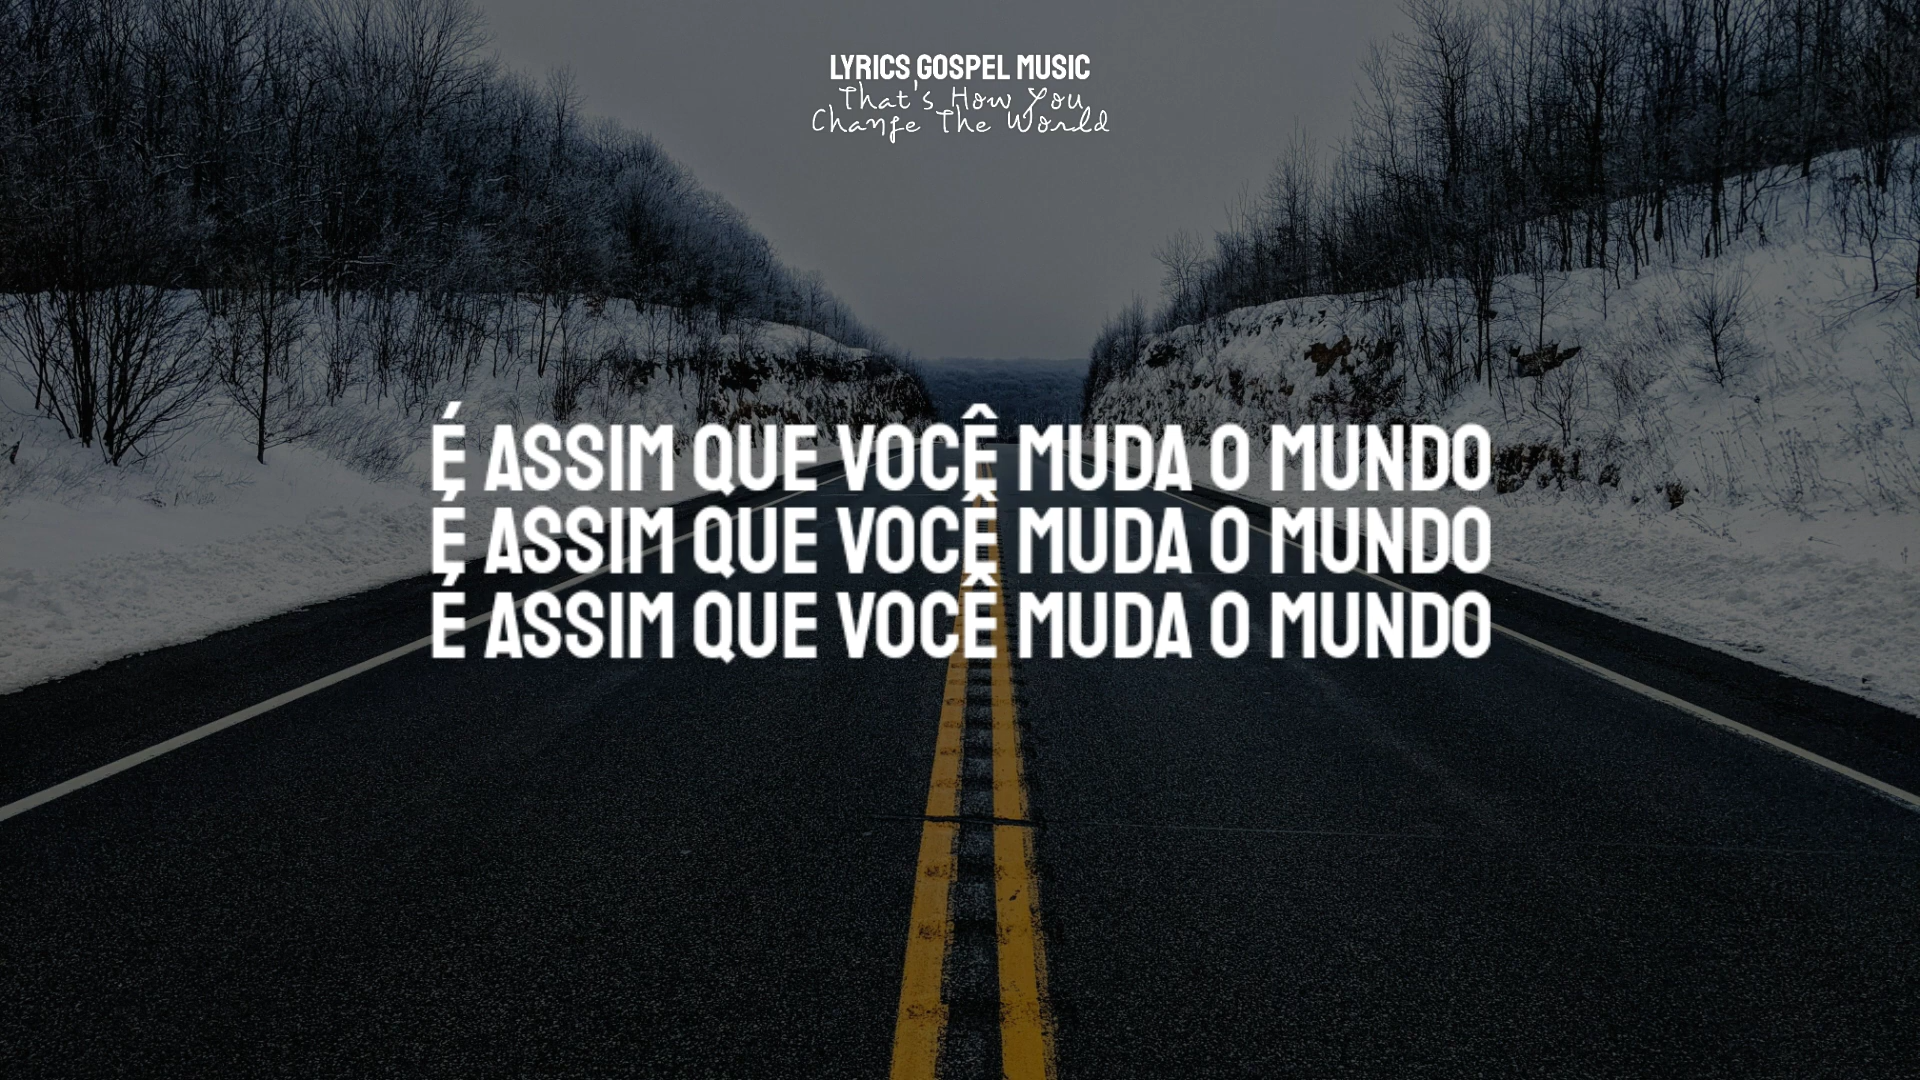 LYRICS GOSPEL MUSIC
That's How You
Change The World
É ASSIM QUE VOCÊ MUDA O MUNDO
É ASSIM QUE VOCÊ MUDA O MUNDO
É ASSIM QUE VOCÊ MUDA O MUNDO